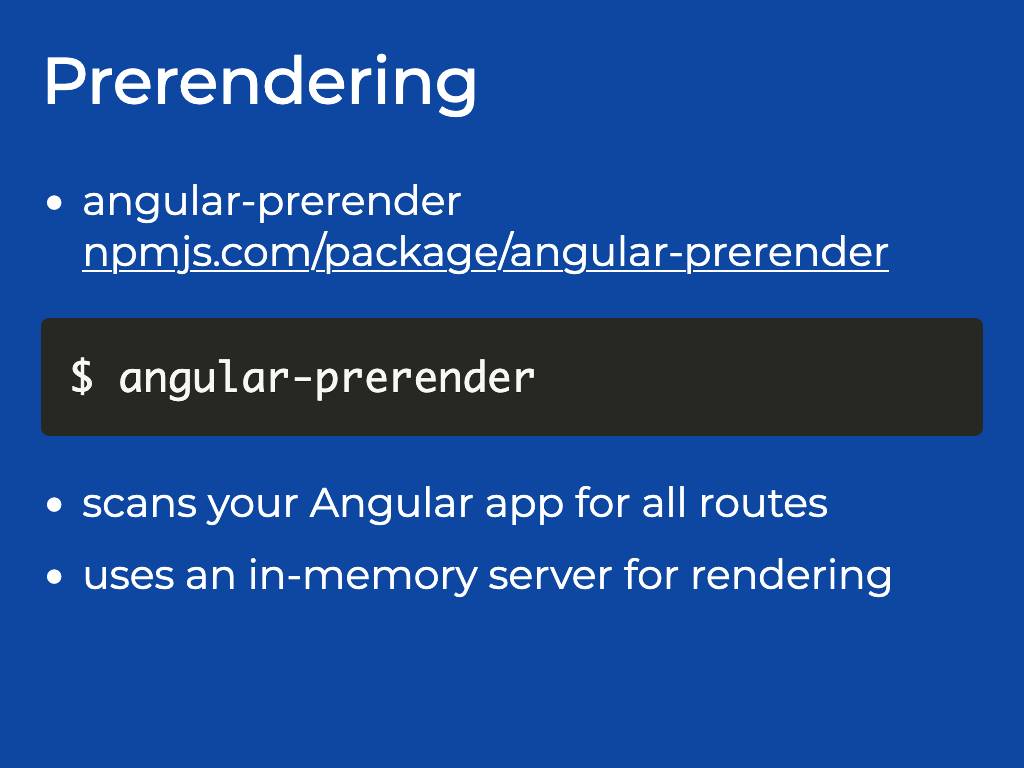 Prerendering
• angular-prerender
npmjs.com/package/angular-prerender
$ angular-prerender
• scans your Angular app for all routes
• uses an in-memory server for rendering